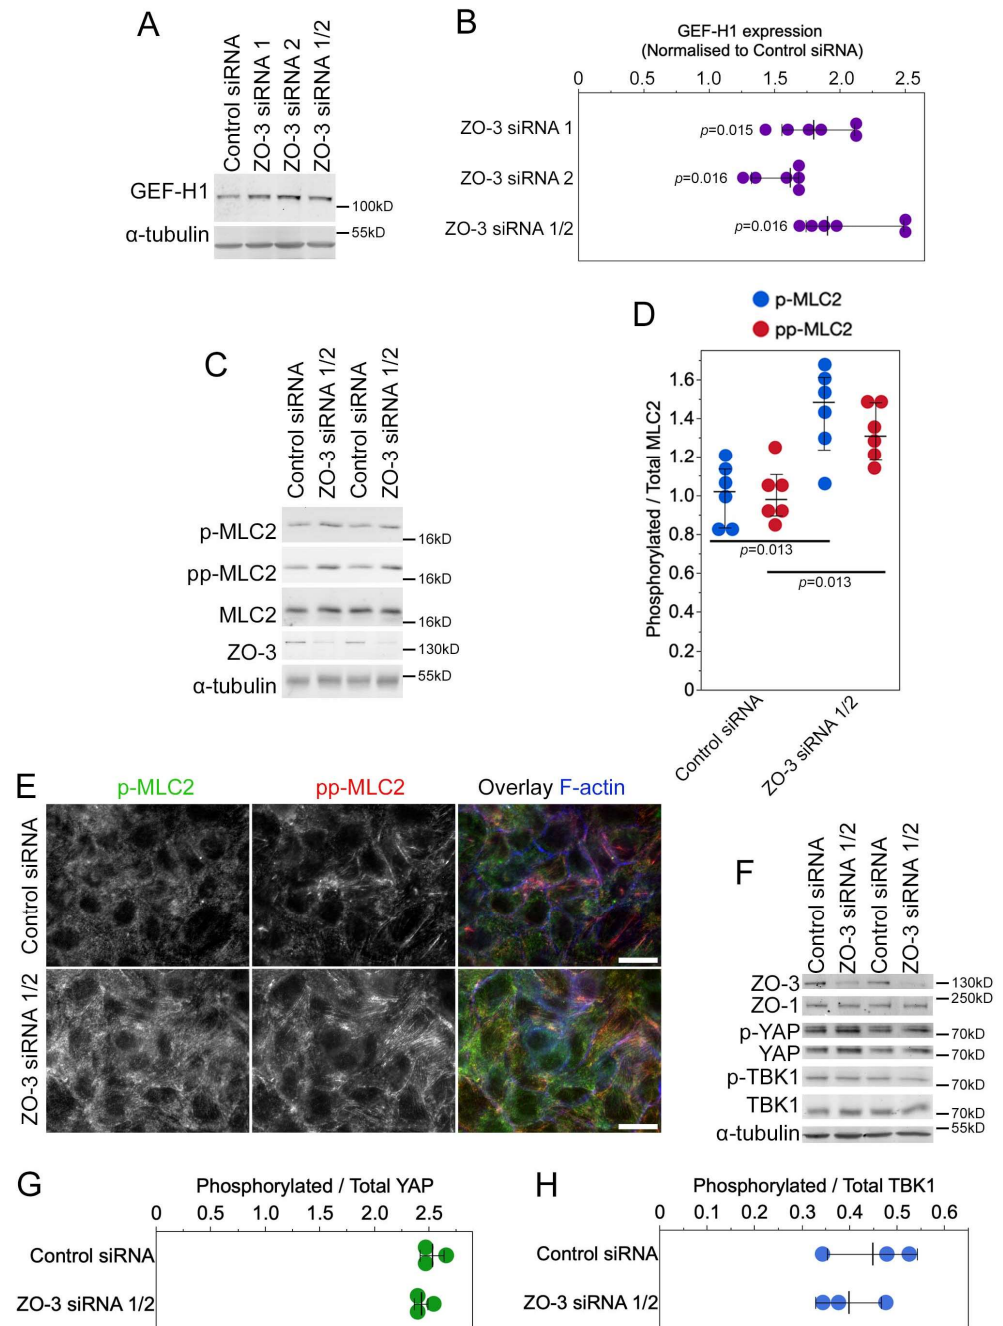 A
Control siRNA
ZO-3 siRNA 1
ZO-3 siRNA 2
ZO-3 siRNA 1/2
GEF-H1
100kD
α-tubulin
55kD
B
GEF-H1 expression
(Normalised to Control siRNA)
0 1.0 1.5 2.0 2.5
ZO-3 siRNA 1
p=0.015
ZO-3 siRNA 2
p=0.016
ZO-3 siRNA 1/2
p=0.016
C
Control siRNA
ZO-3 siRNA 1/2
Control siRNA
ZO-3 siRNA 1/2
p-MLC2
16kD
pp-MLC2
16kD
MLC2
16kD
ZO-3
130kD
α-tubulin
55kD
D
p-MLC2
pp-MLC2
Phosphorylated / Total MLC2
1.6
1.4
1.2
1.0
0.8
0.6
0.4
0.2
0
p=0.013
p=0.013
Control siRNA
ZO-3 siRNA 1/2
E
p-MLC2
pp-MLC2
Overlay F-actin
Control siRNA
ZO-3 siRNA 1/2
F
Control siRNA
ZO-3 siRNA 1/2
Control siRNA
ZO-3 siRNA 1/2
ZO-3
130kD
ZO-1
250kD
p-YAP
70kD
YAP
70kD
p-TBK1
70kD
TBK1
70kD
α-tubulin
55kD
G
Phosphorylated / Total YAP
0 0.5 1.0 1.5 2.0 2.5
Control siRNA
ZO-3 siRNA 1/2
H
Phosphorylated / Total TBK1
0 0.1 0.2 0.3 0.4 0.5 0.6
Control siRNA
ZO-3 siRNA 1/2